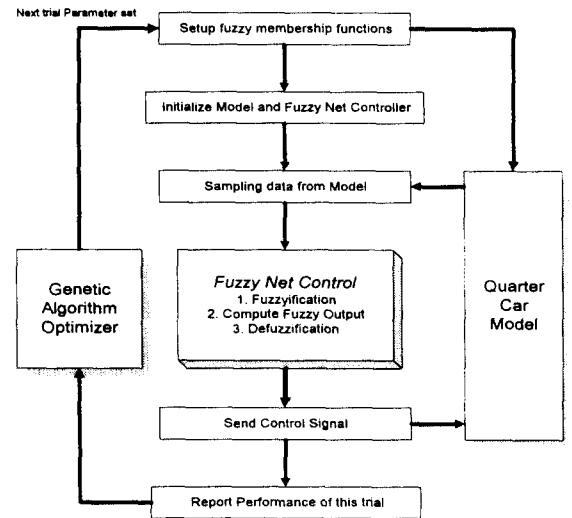 Next trial Parameter set
Setup fuzzy membership functions
Initialize Model and Fuzzy Net Controller
Sampling data from Model
Genetic
Algorithm
Optimizer
Fuzzy Net Control
1. Fuzzyification
2. Compute Fuzzy Output
3. Defuzzification
Quarter
Car
Model
Send Control Signal
Report Performance of this trial